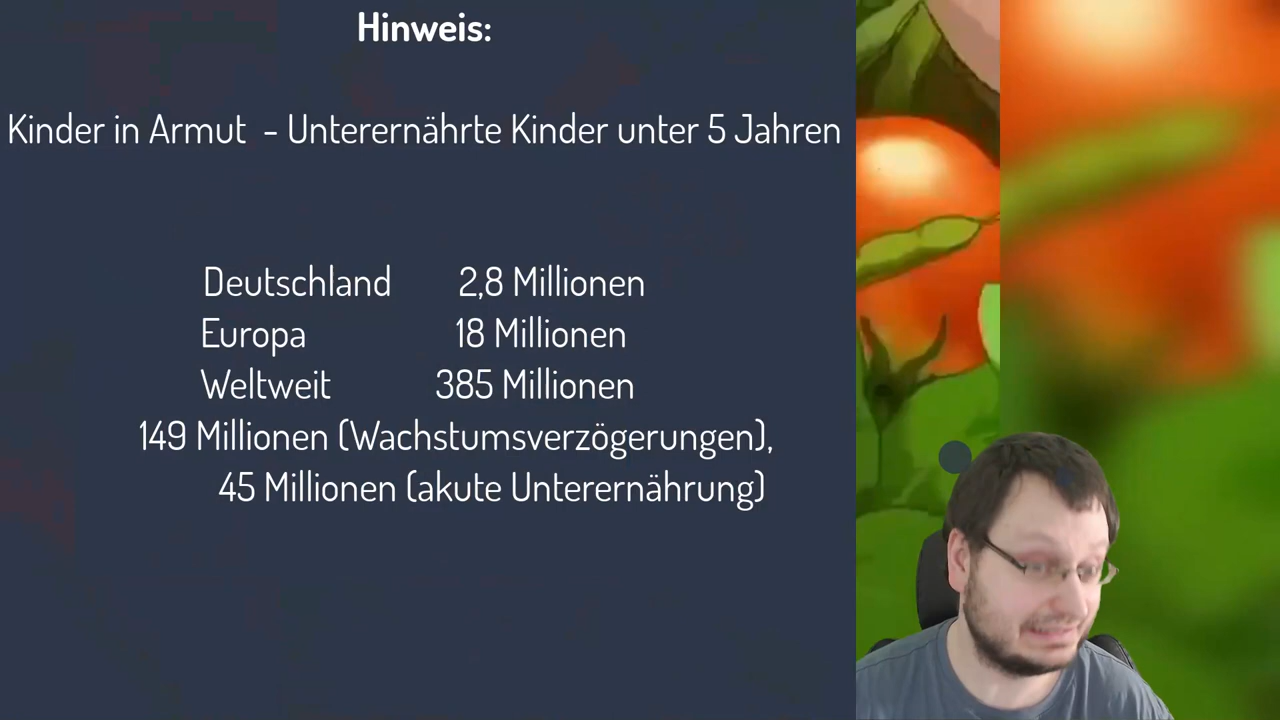 Hinweis:
Kinder in Armut - Unterernährte Kinder unter 5 Jahren
Deutschland 2,8 Millionen
Europa 18 Millionen
Weltweit 385 Millionen
149 Millionen (Wachstumsverzögerungen),
45 Millionen (akute Unterernährung)